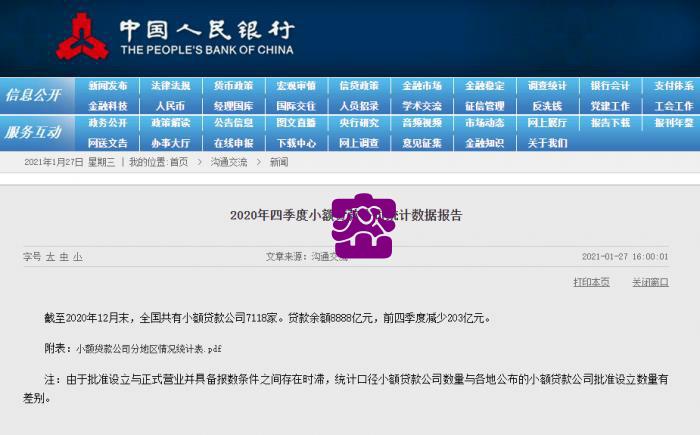 中国人民银行
THE PEOPLE'S BANK OF CHINA
信息公开
新闻发布 法律法规 货币政策 宏观审慎 信贷政策 金融市场 金融稳定 调查统计 银行会计 支付体系
金融科技 人民币 经理国库 国际交往 人员招录 学术交流 征信管理 反洗钱 党建工作 工会工作
服务互动
政务公开 政策解读 公告信息 图文直播 央行研究 音频视频 市场动态 网上展厅 报告下载 报刊年鉴
网送文告 办事大厅 在线申报 下载中心 网上调查 意见征集 金融知识 关于我们
2021年1月27日 星期三 | 我的位置:首页 > 沟通交流 > 新闻
2020年四季度小额 统计数据报告
字号 大 中 小 文章来源：沟通交流 2021-01-27 16:00:01
打印本页 关闭窗口
截至2020年12月末，全国共有小额贷款公司7118家。贷款余额8888亿元，前四季度减少203亿元。
附表：小额贷款公司分地区情况统计表.pdf
注：由于批准设立与正式营业并具备报数条件之间存在时滞，统计口径小额贷款公司数量与各地公布的小额贷款公司批准设立数量有
差别。